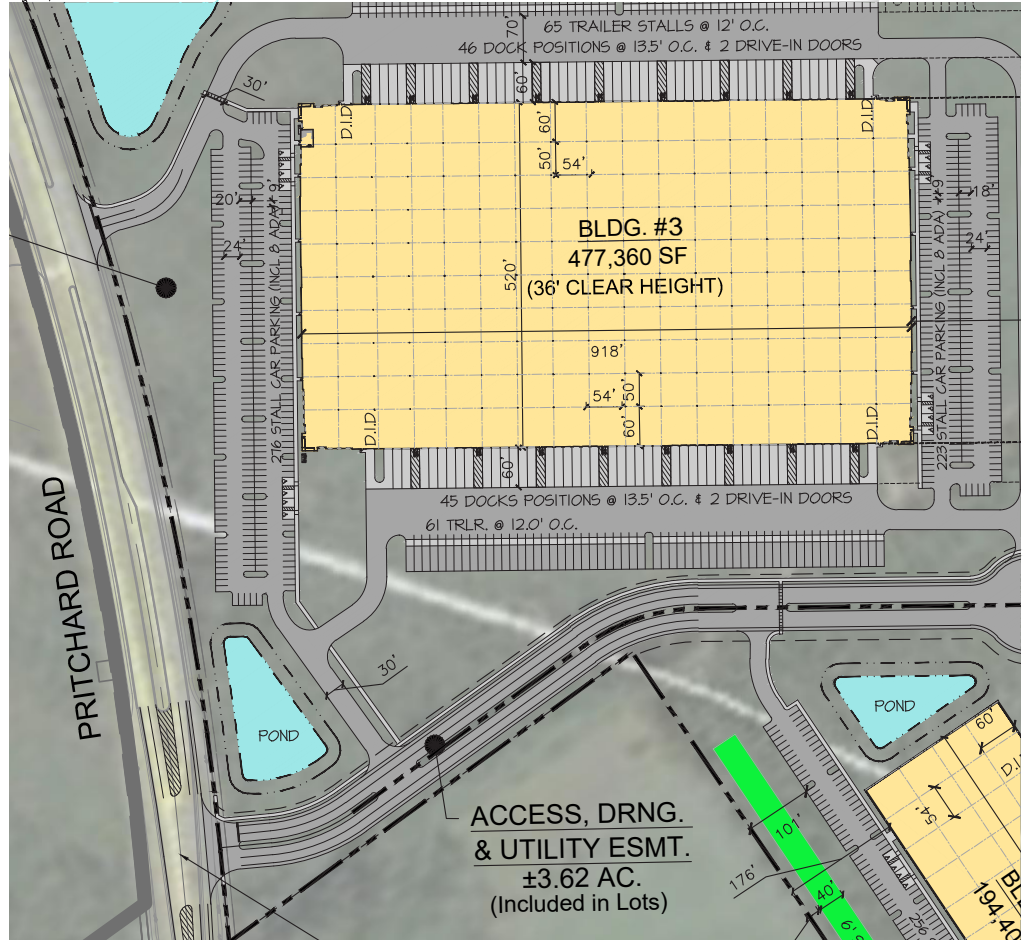 70'
65 TRAILER STALLS @ 12' O.C.
46 DOCK POSITIONS @ 13.5' O.C. & 2 DRIVE-IN DOORS
60'
30'
D.I.D.
D.I.D.
60'
50'
54'
20'
9'
9'
18'
24'
24'
BLDG. #3
477,360 SF
(36' CLEAR HEIGHT)
520'
918'
276 STALL CAR PARKING (INCL 8 ADA)
223 STALL CAR PARKING (INCL 8 ADA)
54'
50'
60'
D.I.D.
D.I.D.
60'
45 DOCKS POSITIONS @ 13.5' O.C. & 2 DRIVE-IN DOORS
61 TRLR. @ 12.0' O.C.
PRITCHARD ROAD
30'
POND
POND
60'
54'
ACCESS, DRNG.
& UTILITY ESMT.
±3.62 AC.
(Included in Lots)
101'
176'
40'
256
194,40